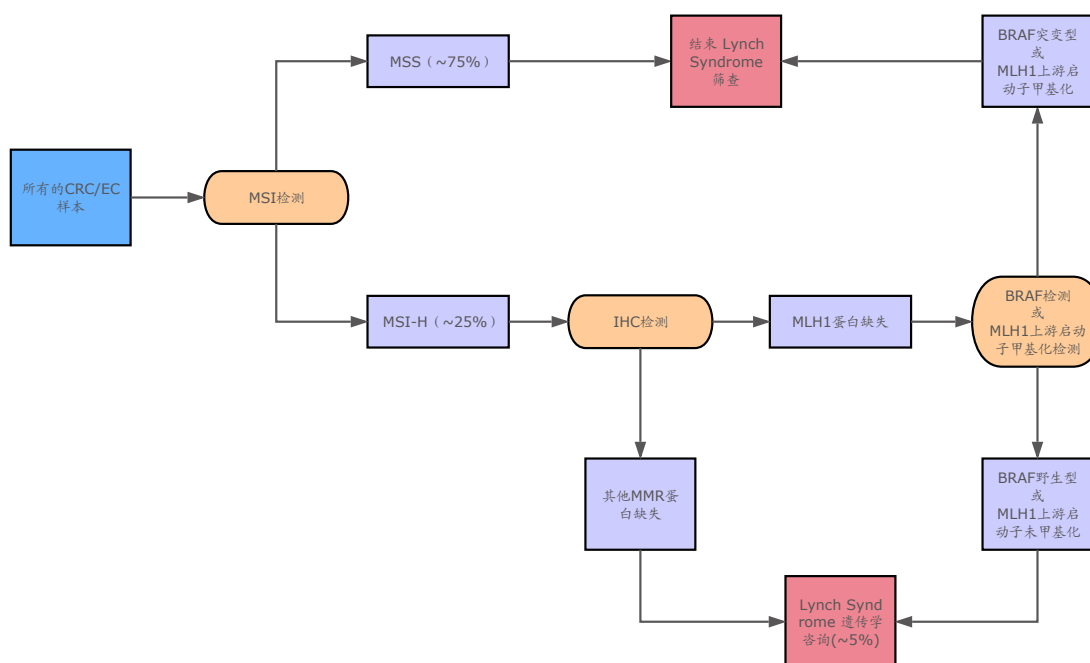 MSS（~75%）
结束 Lynch
Syndrome
筛查
BRAF突变型
或
MLH1上游启
动子甲基化
所有的CRC/EC
样本
MSI检测
MSI-H（~25%）
IHC检测
MLH1蛋白缺失
BRAF检测
或
MLH1上游启动
子甲基化检测
其他MMR蛋
白缺失
BRAF野生型
或
MLH1上游启
动子未甲基化
Lynch Synd
rome 遗传学
咨询(~5%)